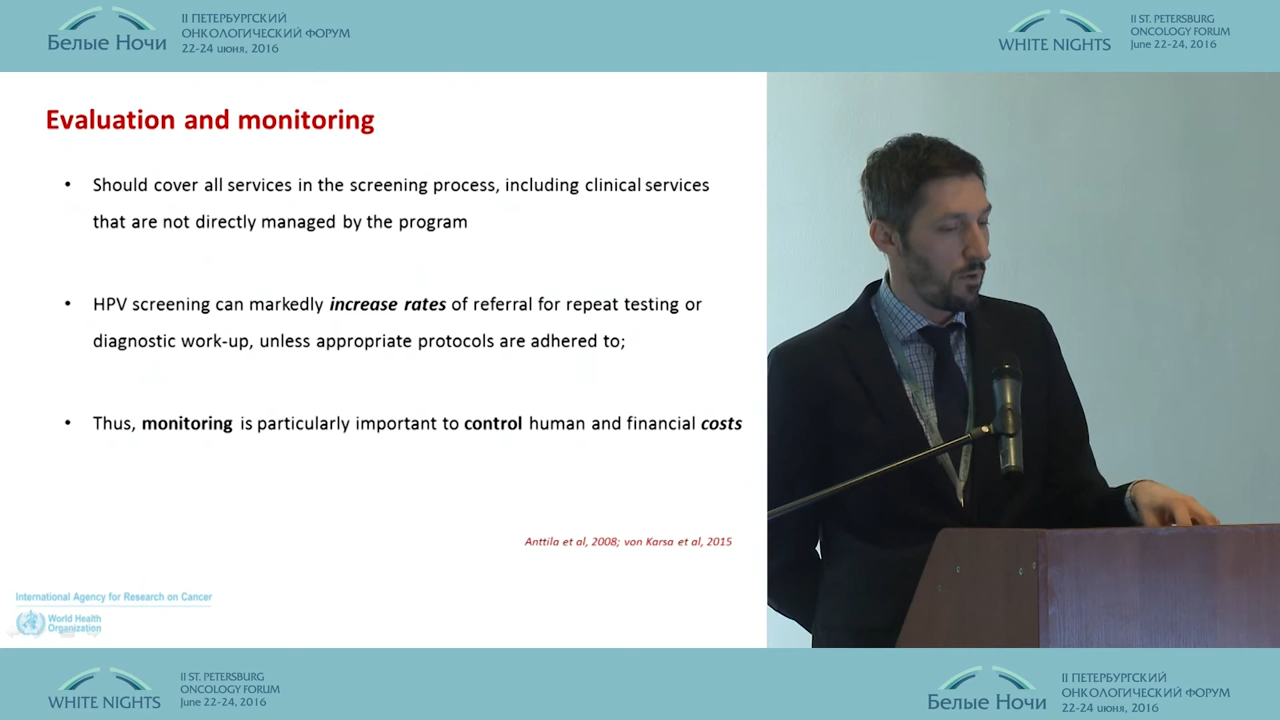 II ПЕТЕРБУРГСКИЙ
ОНКОЛОГИЧЕСКИЙ ФОРУМ
Белые Ночи
22-24 июня, 2016
II ST. PETERSBURG
ONCOLOGY FORUM
WHITE NIGHTS
June 22-24, 2016
Evaluation and monitoring
• Should cover all services in the screening process, including clinical services
that are not directly managed by the program
• HPV screening can markedly increase rates of referral for repeat testing or
diagnostic work-up, unless appropriate protocols are adhered to;
• Thus, monitoring is particularly important to control human and financial costs
Anttila et al, 2008; von Karsa et al, 2015
International Agency for Research on Cancer
World Health
Organization
II ST. PETERSBURG
ONCOLOGY FORUM
WHITE NIGHTS
June 22-24, 2016
II ПЕТЕРБУРГСКИЙ
ОНКОЛОГИЧЕСКИЙ ФОРУМ
Белые Ночи
22-24 июня, 2016